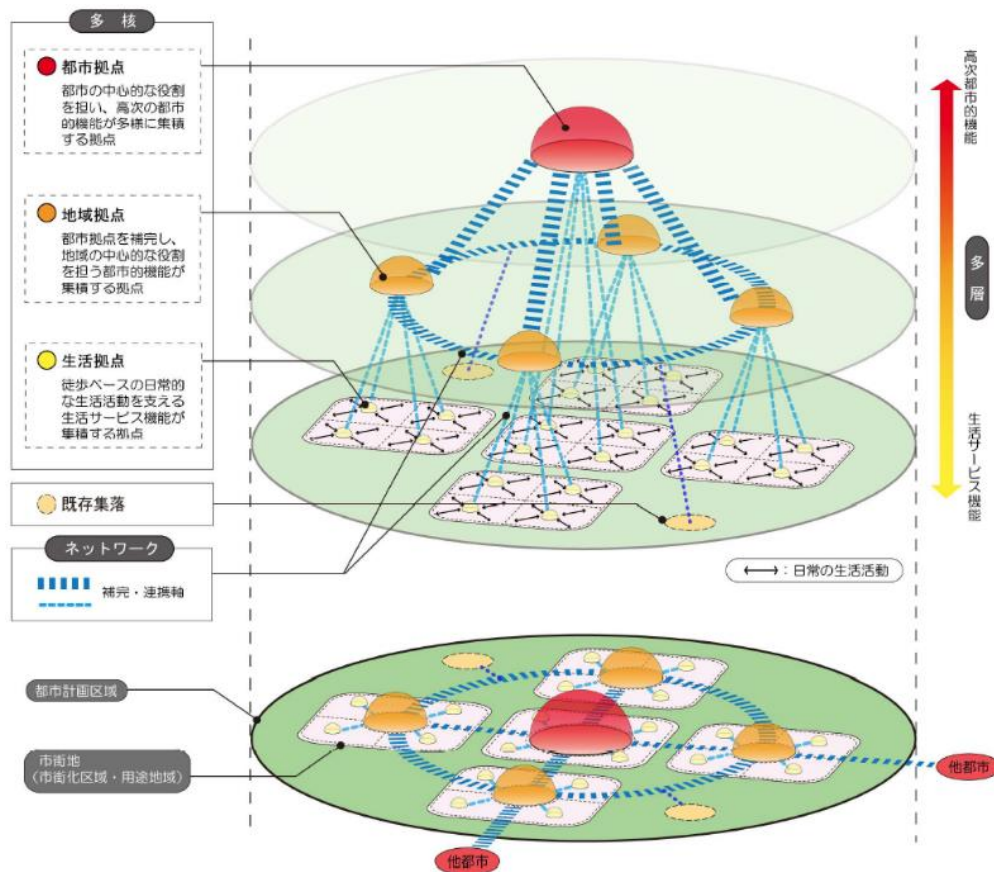 多核
都市拠点
都市の中心的な役割
を担い、高次の都市
的機能が多様に集積
する拠点
地域拠点
都市拠点を補完し、
地域の中心的な役割
を担う都市的機能が
集積する拠点
生活拠点
徒歩ベースの日常的
な生活活動を支える
生活サービス機能が
集積する拠点
既存集落
ネットワーク
補完・連携軸
高次都市的機能
多層
生活サービス機能
：日常の生活活動
都市計画区域
市街地
（市街化区域・用途地域）
他都市
他都市